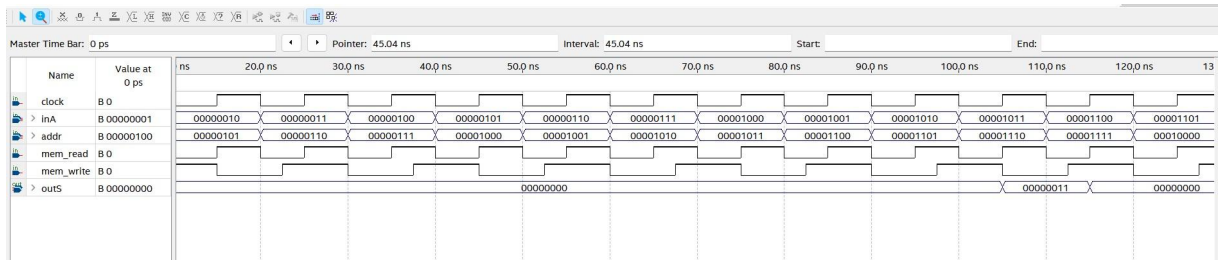 Master Time Bar: 0 ps Pointer: 45.04 ns Interval: 45.04 ns Start: End:
Name Value at 0 ps ns 20.0 ns 30.0 ns 40.0 ns 50.0 ns 60.0 ns 70.0 ns 80.0 ns 90.0 ns 100.0 ns 110.0 ns 120.0 ns 13
clock B 0
inA B 00000001 00000010 00000011 00000100 00000101 00000110 00000111 00001000 00001001 00001010 00001011 00001100 00001101
addr B 00000100 00000101 00000110 00000111 00001000 00001001 00001010 00001011 00001100 00001101 00001110 00001111 00010000
mem_read B 0
mem_write B 0
outS B 00000000 00000000 00000011 00000000